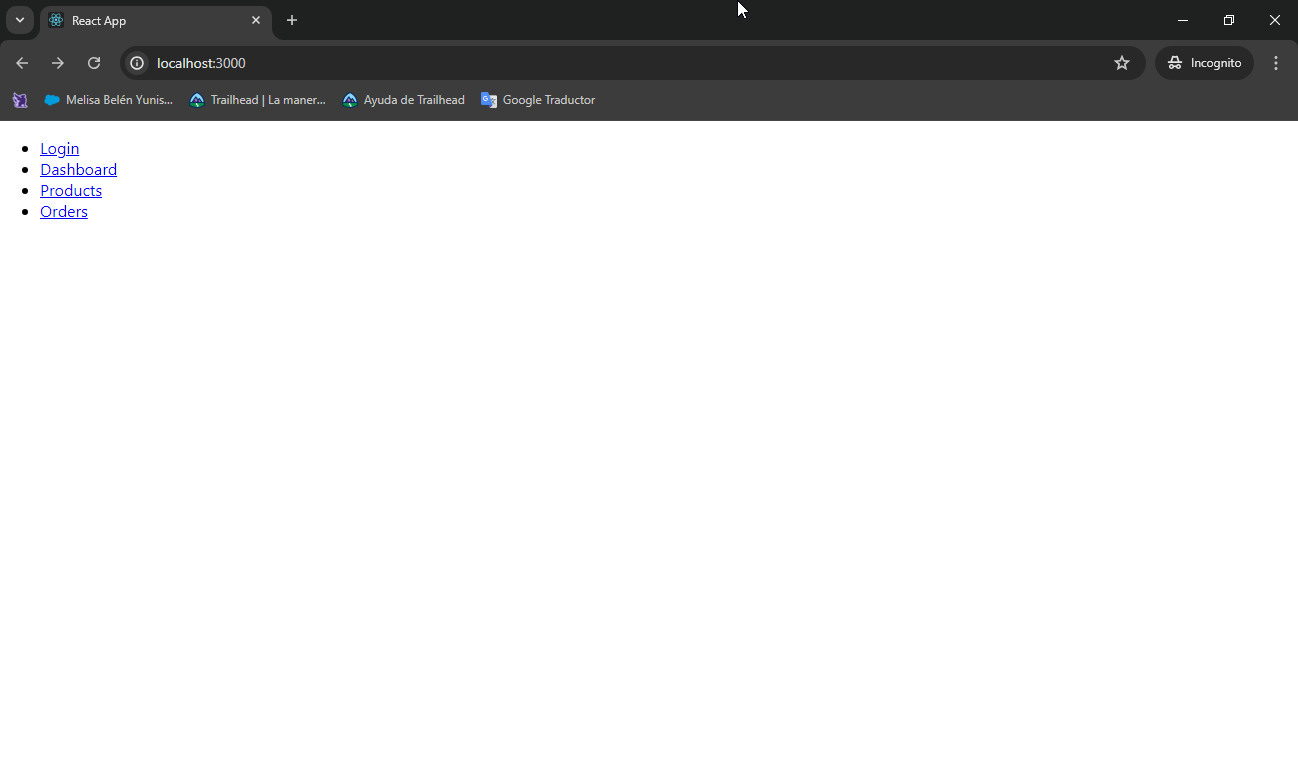 React App
localhost:3000
Incognito
Melisa Belén Yunis...
Trailhead | La maner...
Ayuda de Trailhead
Google Traductor
Login
Dashboard
Products
Orders